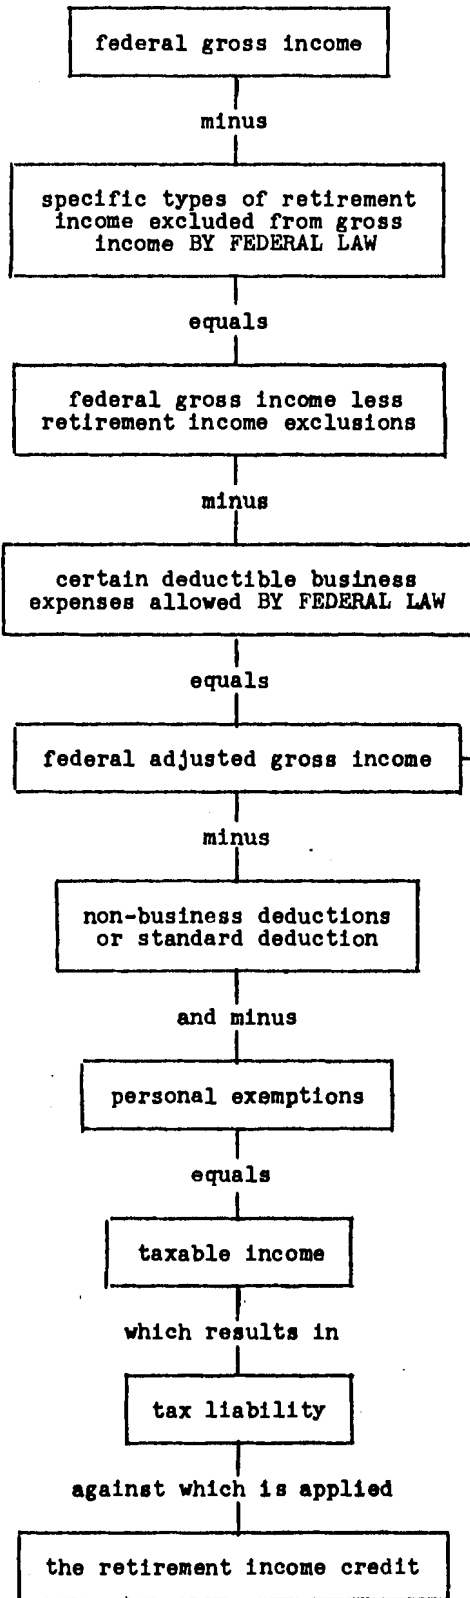 federal gross income
minus
specific types of retirement
income excluded from gross
income BY FEDERAL LAW
equals
federal gross income less
retirement income exclusions
minus
certain deductible business
expenses allowed BY FEDERAL LAW
equals
federal adjusted gross income
minus
non-business deductions
or standard deduction
and minus
personal exemptions
equals
taxable income
which results in
tax liability
against which is applied
the retirement income credit